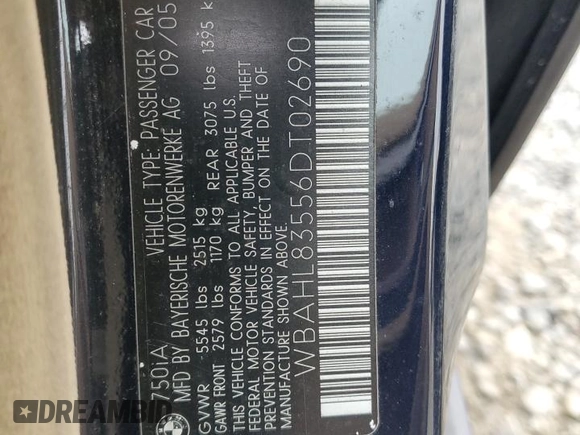 750iA VEHICLE TYPE: PASSENGER CAR
MFD BY BAYERISCHE MOTORENWERKE AG 09/05
GVWR 5545 lbs 2515 kg
GAWR FRONT 2579 lbs 1170 kg REAR 3075 lbs 1395 k
THIS VEHICLE CONFORMS TO ALL APPLICABLE U.S.
FEDERAL MOTOR VEHICLE SAFETY, BUMPER AND THEFT
PREVENTION STANDARDS IN EFFECT ON THE DATE OF
MANUFACTURE SHOWN ABOVE.
WBAHL83556DT02690
DREAMBID